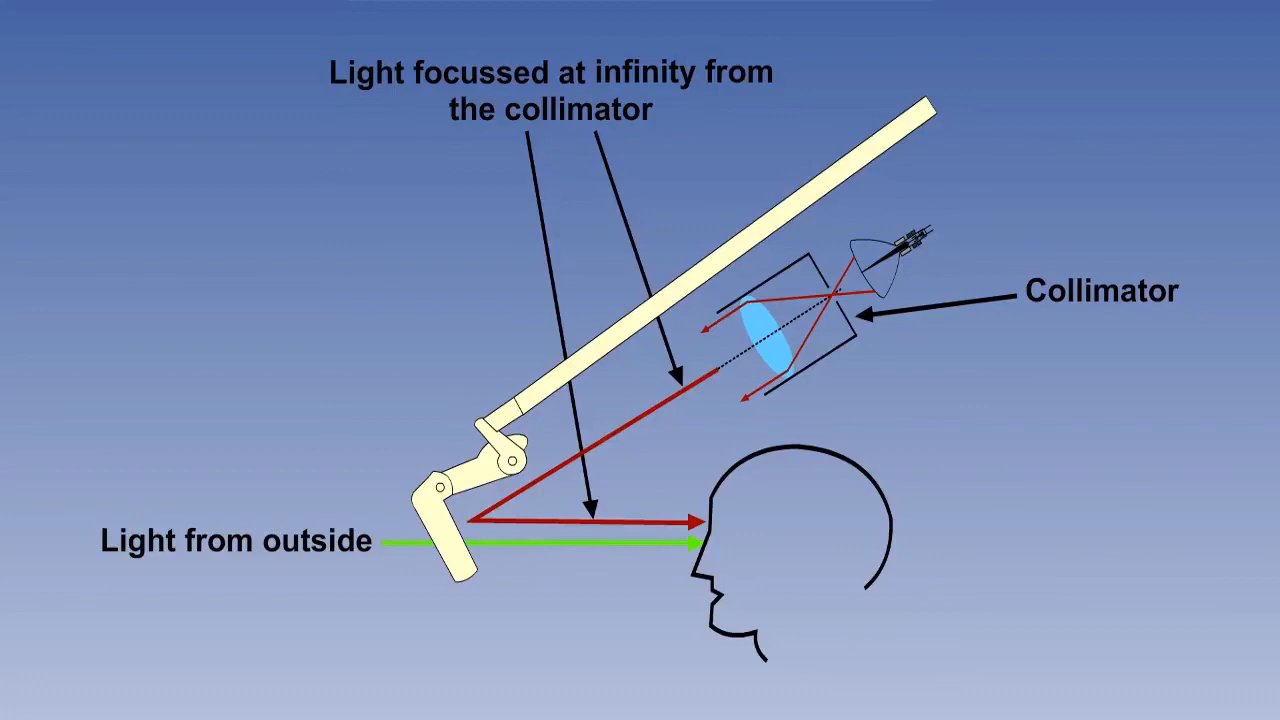 Light focussed at infinity from
the collimator
Collimator
Light from outside